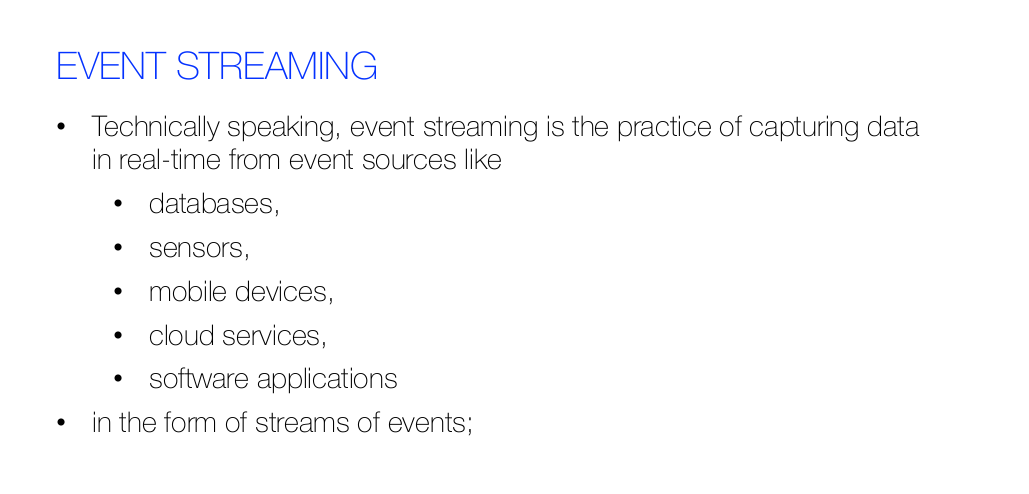 EVENT STREAMING
• Technically speaking, event streaming is the practice of capturing data
in real-time from event sources like
• databases,
• sensors,
• mobile devices,
• cloud services,
• software applications
• in the form of streams of events;